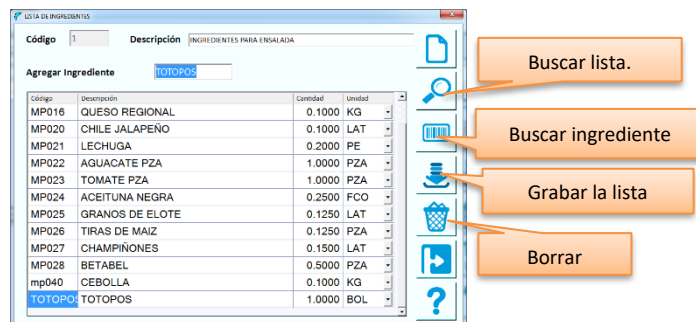 LISTA DE INGREDIENTES
Código 1 Descripción INGREDIENTES PARA ENSALADA
Agregar Ingrediente TOTOPOS
Código Descripción Cantidad Unidad
MP016 QUESO REGIONAL 0.1000 KG
MP020 CHILE JALAPEÑO 0.1000 LAT
MP021 LECHUGA 0.2000 PE
MP022 AGUACATE PZA 1.0000 PZA
MP023 TOMATE PZA 1.0000 PZA
MP024 ACEITUNA NEGRA 0.2500 FCO
MP025 GRANOS DE ELOTE 0.1250 LAT
MP026 TIRAS DE MAIZ 0.1250 PZA
MP027 CHAMPIÑONES 0.1500 LAT
MP028 BETABEL 0.5000 PZA
mp040 CEBOLLA 0.1000 KG
TOTOPOS TOTOPOS 1.0000 BOL
?
Buscar lista.
Buscar ingrediente
Grabar la lista
Borrar